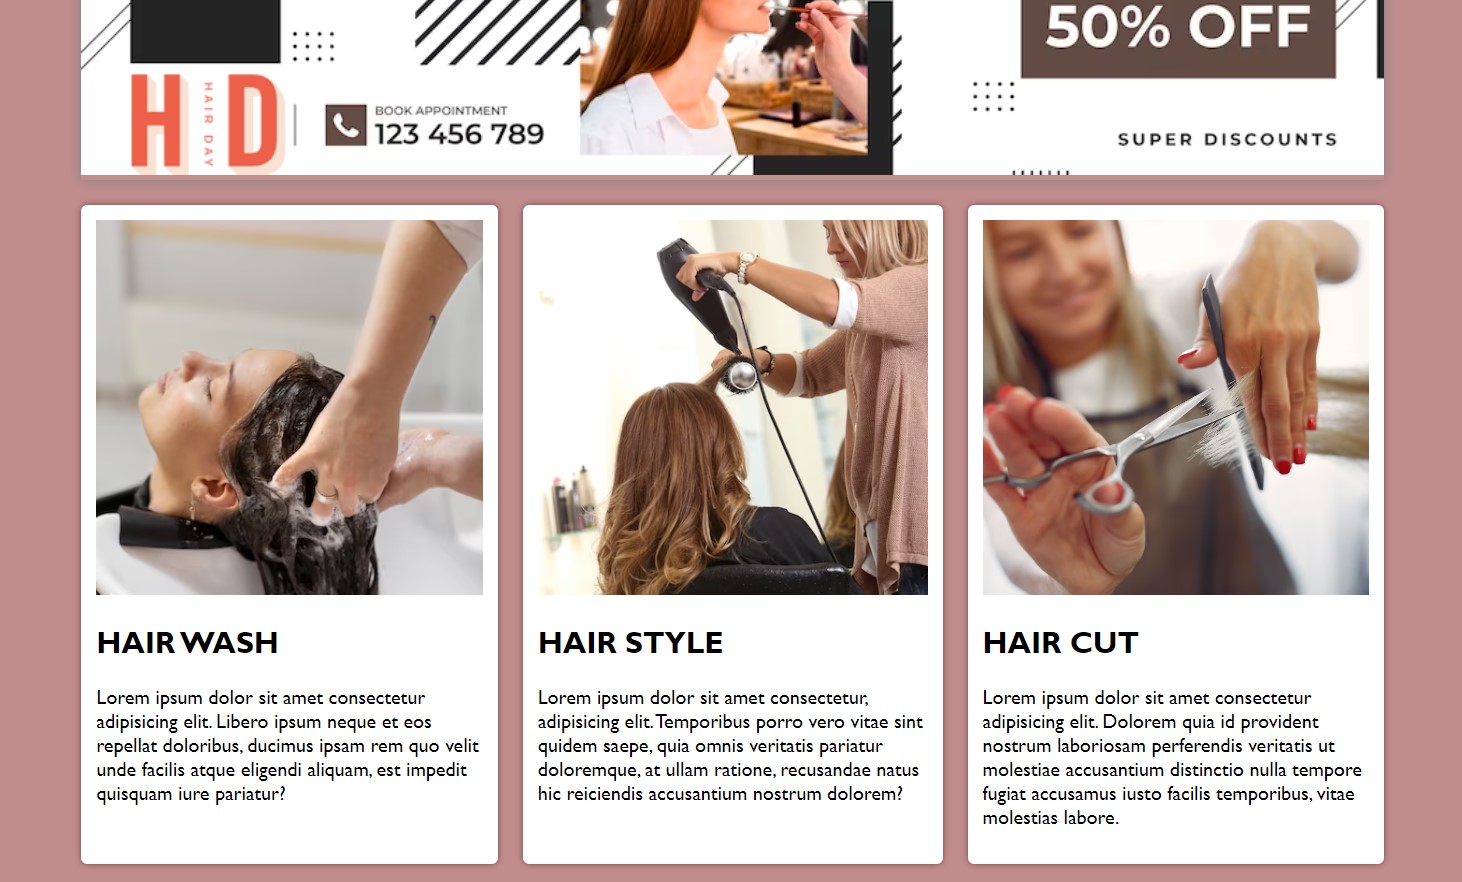 50% OFF
HD
HAIR DAY
BOOK APPOINTMENT
123 456 789
SUPER DISCOUNTS
HAIR WASH
Lorem ipsum dolor sit amet consectetur
adipisicing elit. Libero ipsum neque et eos
repellat doloribus, ducimus ipsam rem quo velit
unde facilis atque eligendi aliquam, est impedit
quisquam iure pariatur?
HAIR STYLE
Lorem ipsum dolor sit amet consectetur,
adipisicing elit. Temporibus porro vero vitae sint
quidem saepe, quia omnis veritatis pariatur
doloremque, at ullam ratione, recusandae natus
hic reiciendis accusantium nostrum dolorem?
HAIR CUT
Lorem ipsum dolor sit amet consectetur
adipisicing elit. Dolorem quia id provident
nostrum laboriosam perferendis veritatis ut
molestiae accusantium distinctio nulla tempore
fugiat accusamus iusto facilis temporibus, vitae
molestias labore.